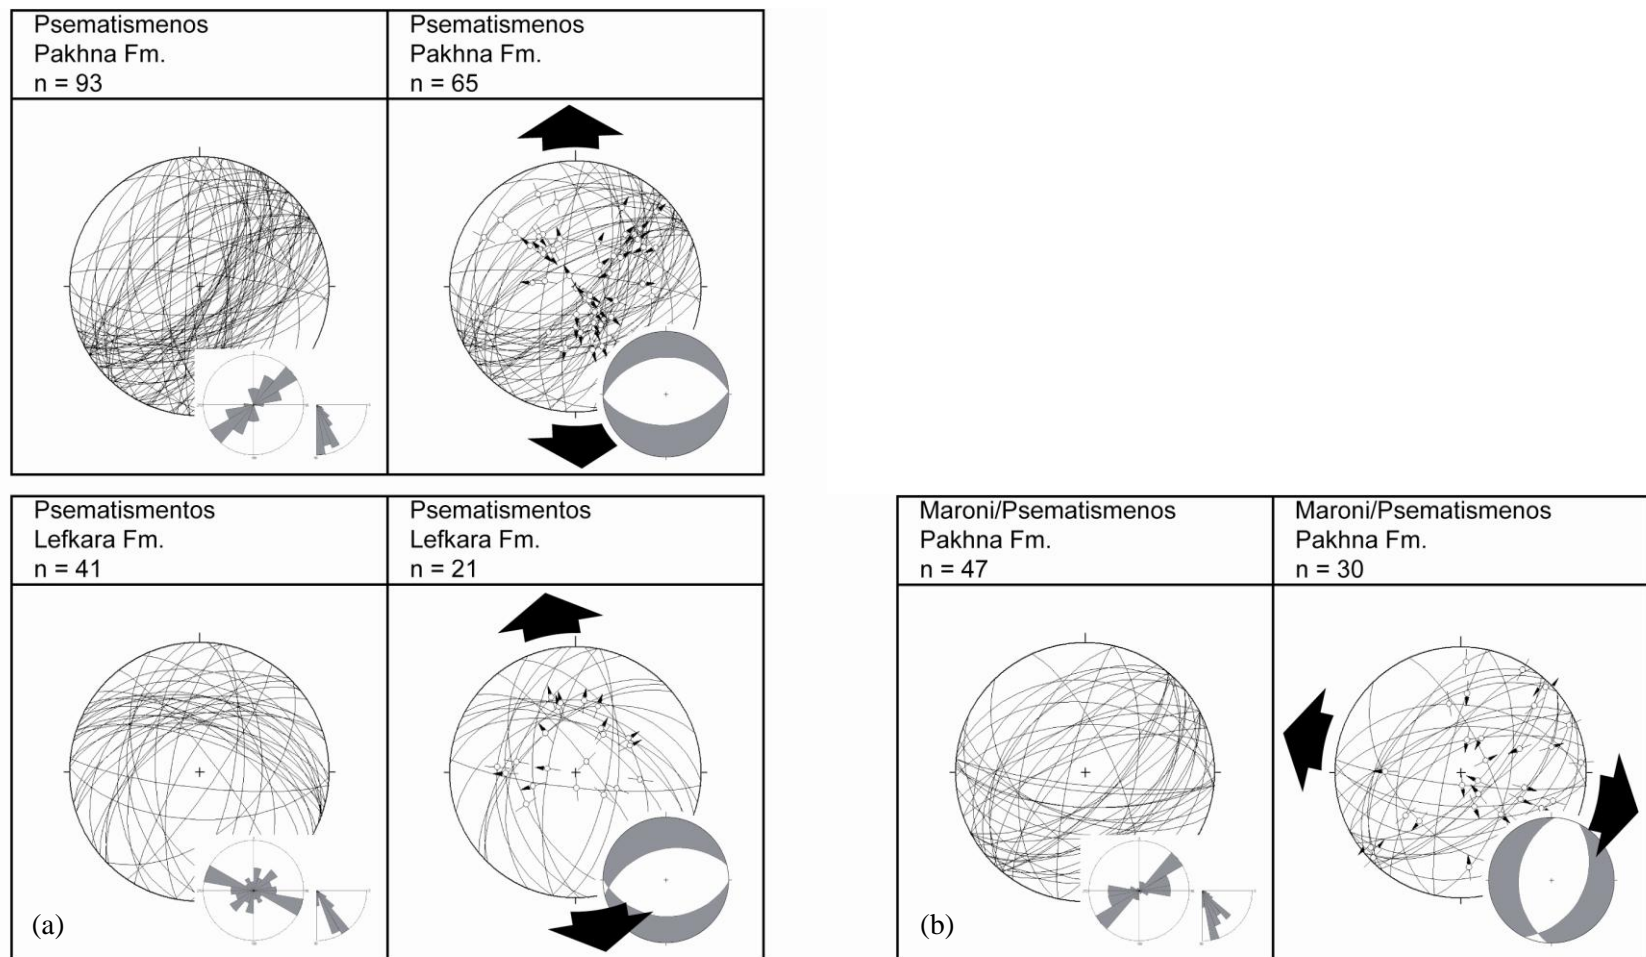 Psematismenos
Pakhna Fm.
n = 93
Psematismenos
Pakhna Fm.
n = 65
Psematismentos
Lefkara Fm.
n = 41
Psematismentos
Lefkara Fm.
n = 21
(a)
Maroni/Psematismenos
Pakhna Fm.
n = 47
Maroni/Psematismenos
Pakhna Fm.
n = 30
(b)